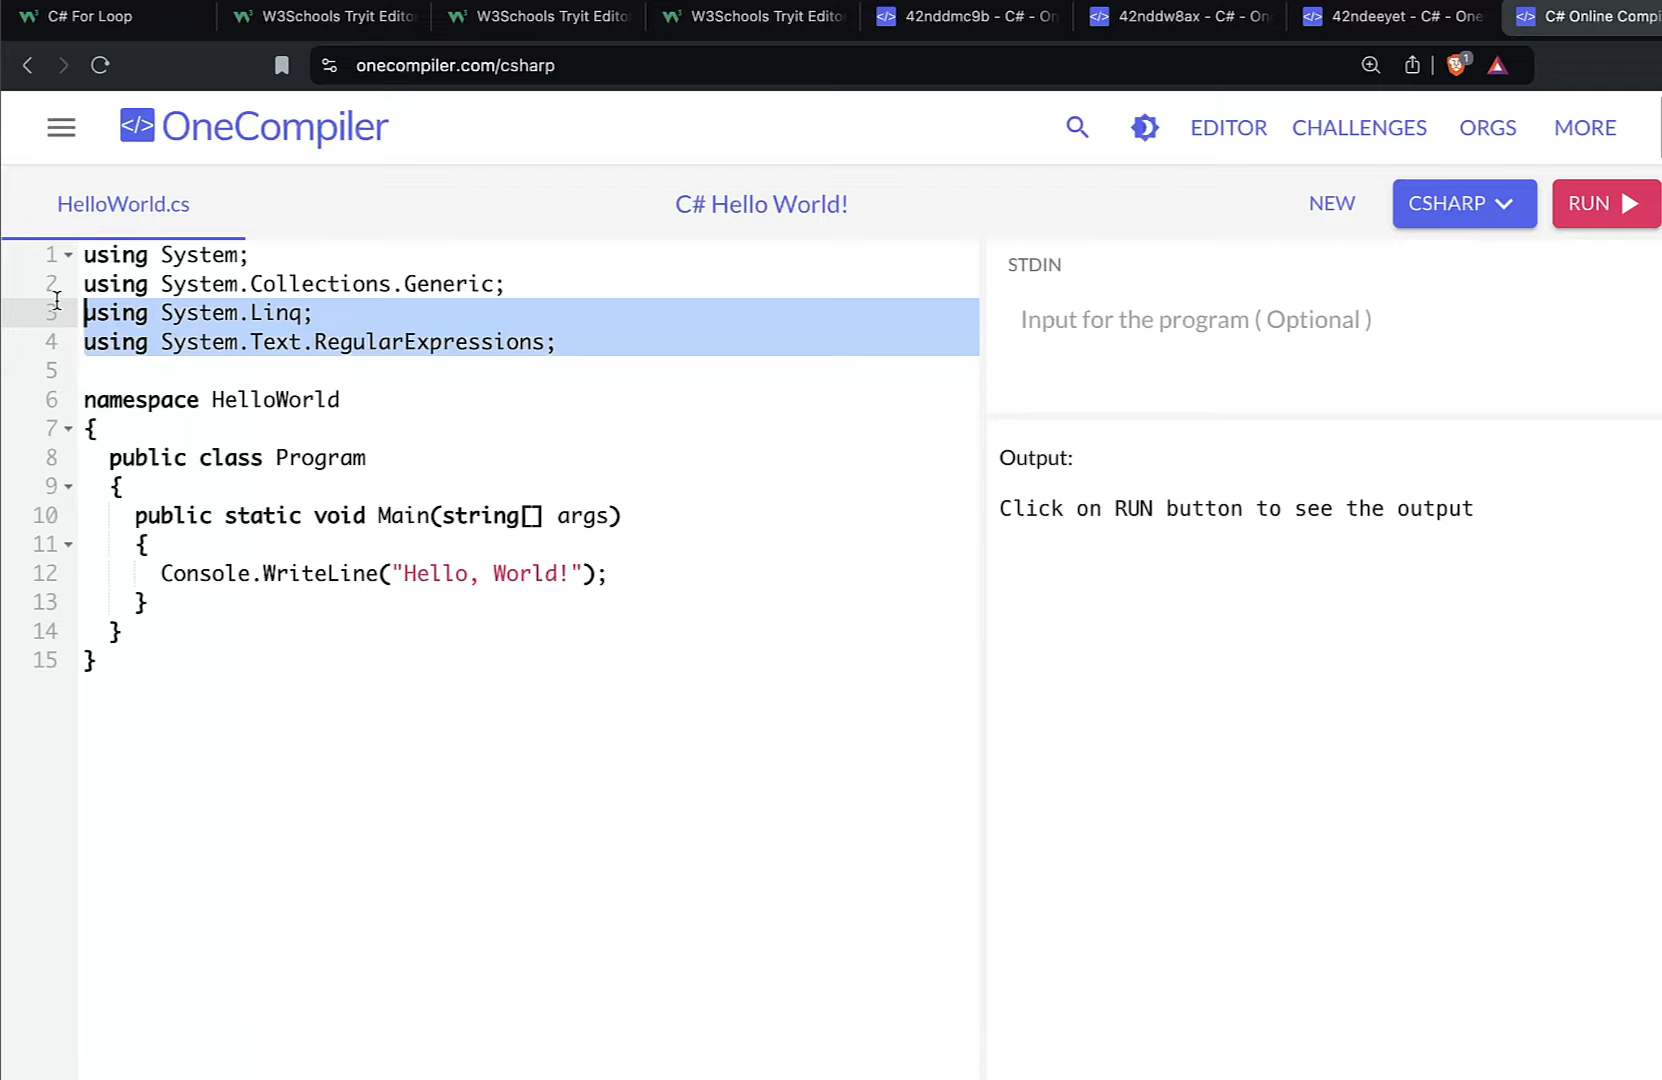 C# For Loop
W3Schools Tryit Edito
W3Schools Tryit Edito
W3Schools Tryit Edito
42nddmc9b - C# - On
42nddw8ax - C# - On
42ndeeyet - C# - One
C# Online Compi
onecompiler.com/csharp
1
</> OneCompiler
EDITOR
CHALLENGES
ORGS
MORE
HelloWorld.cs
C# Hello World!
NEW
CSHARP
RUN
1 using System;
2 using System.Collections.Generic;
3 using System.Linq;
4 using System.Text.RegularExpressions;
5
6 namespace HelloWorld
7 {
8 public class Program
9 {
10 public static void Main(string[] args)
11 {
12 Console.WriteLine("Hello, World!");
13 }
14 }
15 }
STDIN
Input for the program ( Optional )
Output:
Click on RUN button to see the output